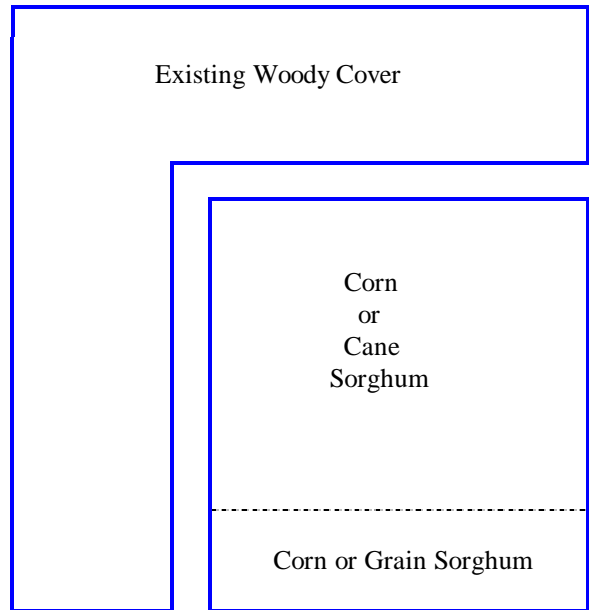 Existing Woody Cover
Corn
or
Cane
Sorghum
Corn or Grain Sorghum